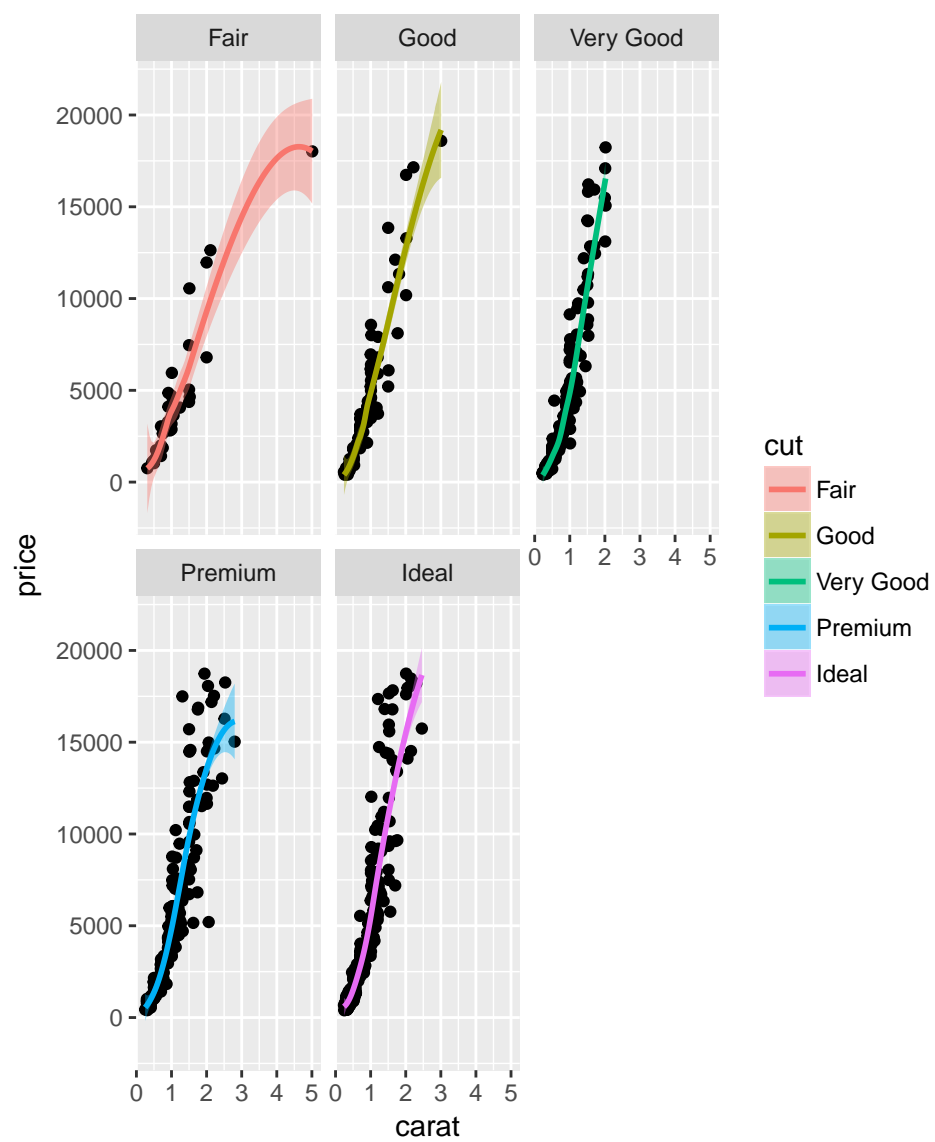 Fair Good Very Good
20000
15000
10000
5000
0
0 1 2 3 4 5
price
Premium Ideal
20000
15000
10000
5000
0
0 1 2 3 4 5 0 1 2 3 4 5
carat
cut
Fair
Good
Very Good
Premium
Ideal